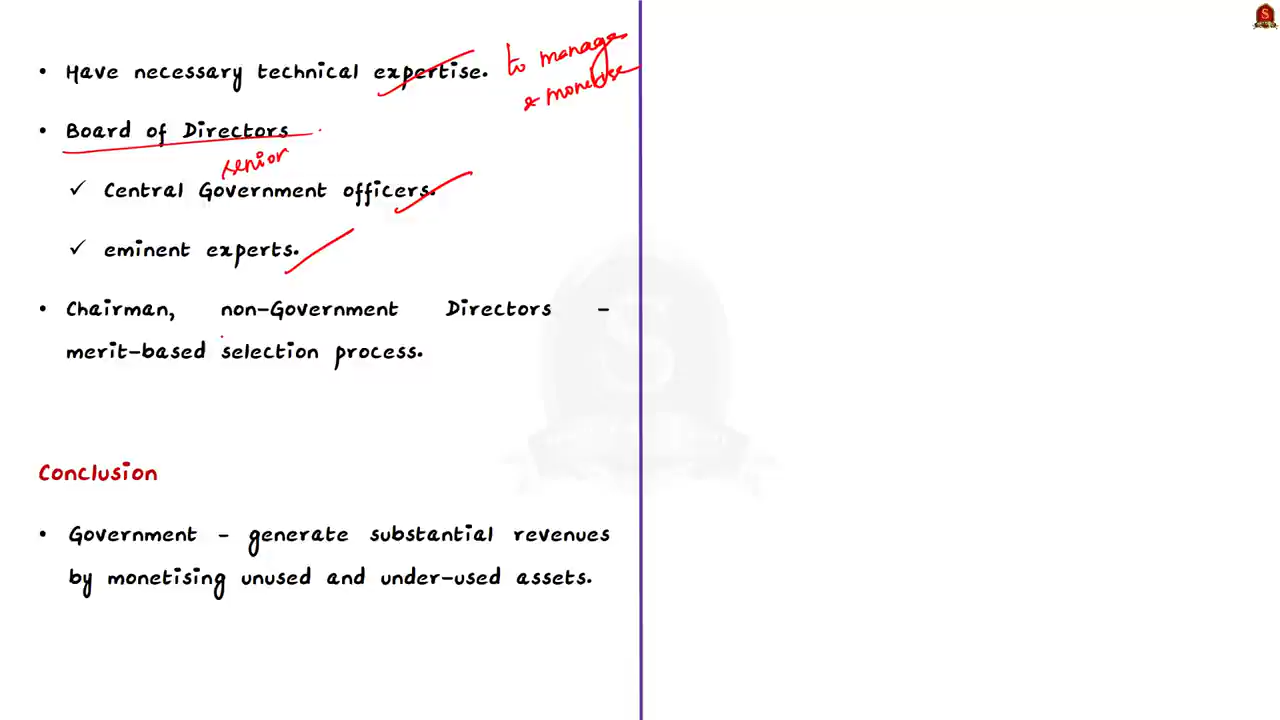 • Have necessary technical expertise. to manage
& monetise
• Board of Directors
senior
✓ Central Government officers.
✓ eminent experts.
• Chairman, non-Government Directors -
merit-based selection process.
Conclusion
• Government - generate substantial revenues
by monetising unused and under-used assets.
S